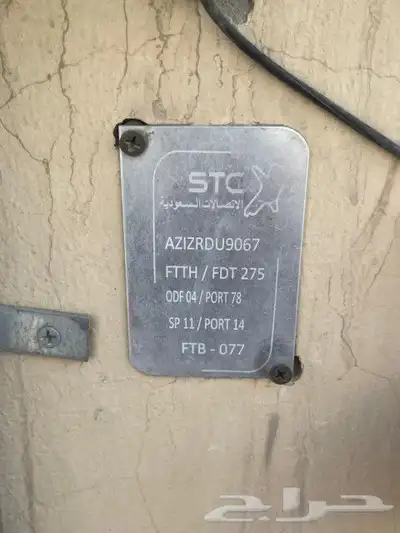 STC
الاتصالات السعودية
AZIZRDU9067
FTTH / FDT 275
ODF 04 / PORT 78
SP 11 / PORT 14
FTB - 077
حراج